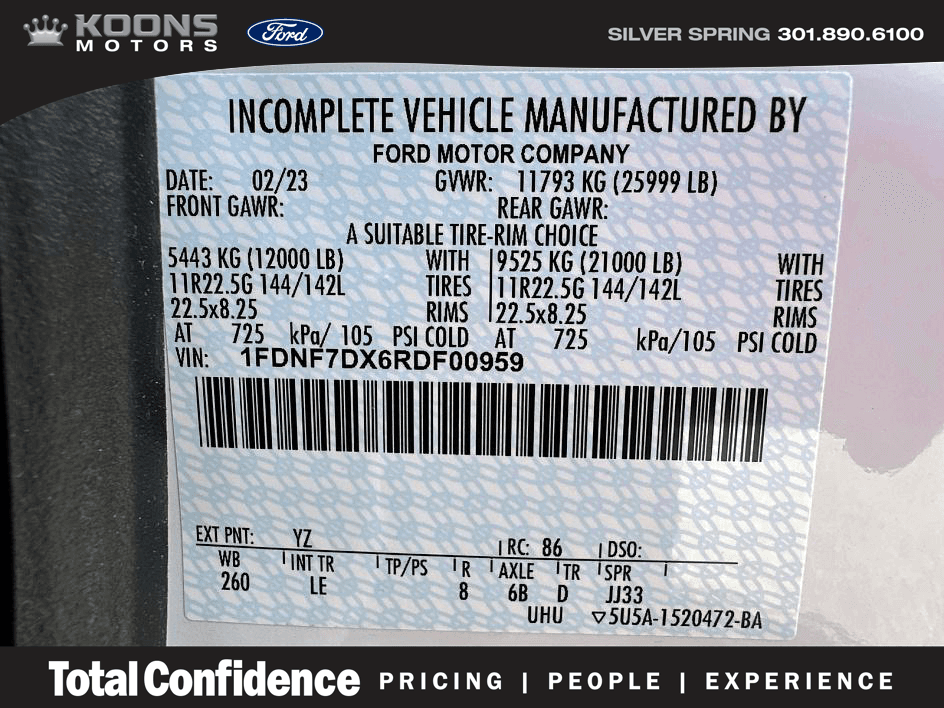 KOONS
MOTORS
Ford
SILVER SPRING 301.890.6100
INCOMPLETE VEHICLE MANUFACTURED BY
FORD MOTOR COMPANY
DATE: 02/23 GVWR: 11793 KG (25999 LB)
FRONT GAWR: REAR GAWR:
A SUITABLE TIRE-RIM CHOICE
5443 KG (12000 LB) WITH 9525 KG (21000 LB) WITH
11R22.5G 144/142L TIRES 11R22.5G 144/142L TIRES
22.5x8.25 RIMS 22.5x8.25 RIMS
AT 725 kPa/ 105 PSI COLD AT 725 kPa/105 PSI COLD
VIN: 1FDNF7DX6RDF00959
EXT PNT: YZ RC: 86 DSO:
WB INT TR TP/PS R AXLE TR SPR
260 LE 8 6B D JJ33
UHU ▽5U5A-1520472-BA
Total Confidence PRICING | PEOPLE | EXPERIENCE